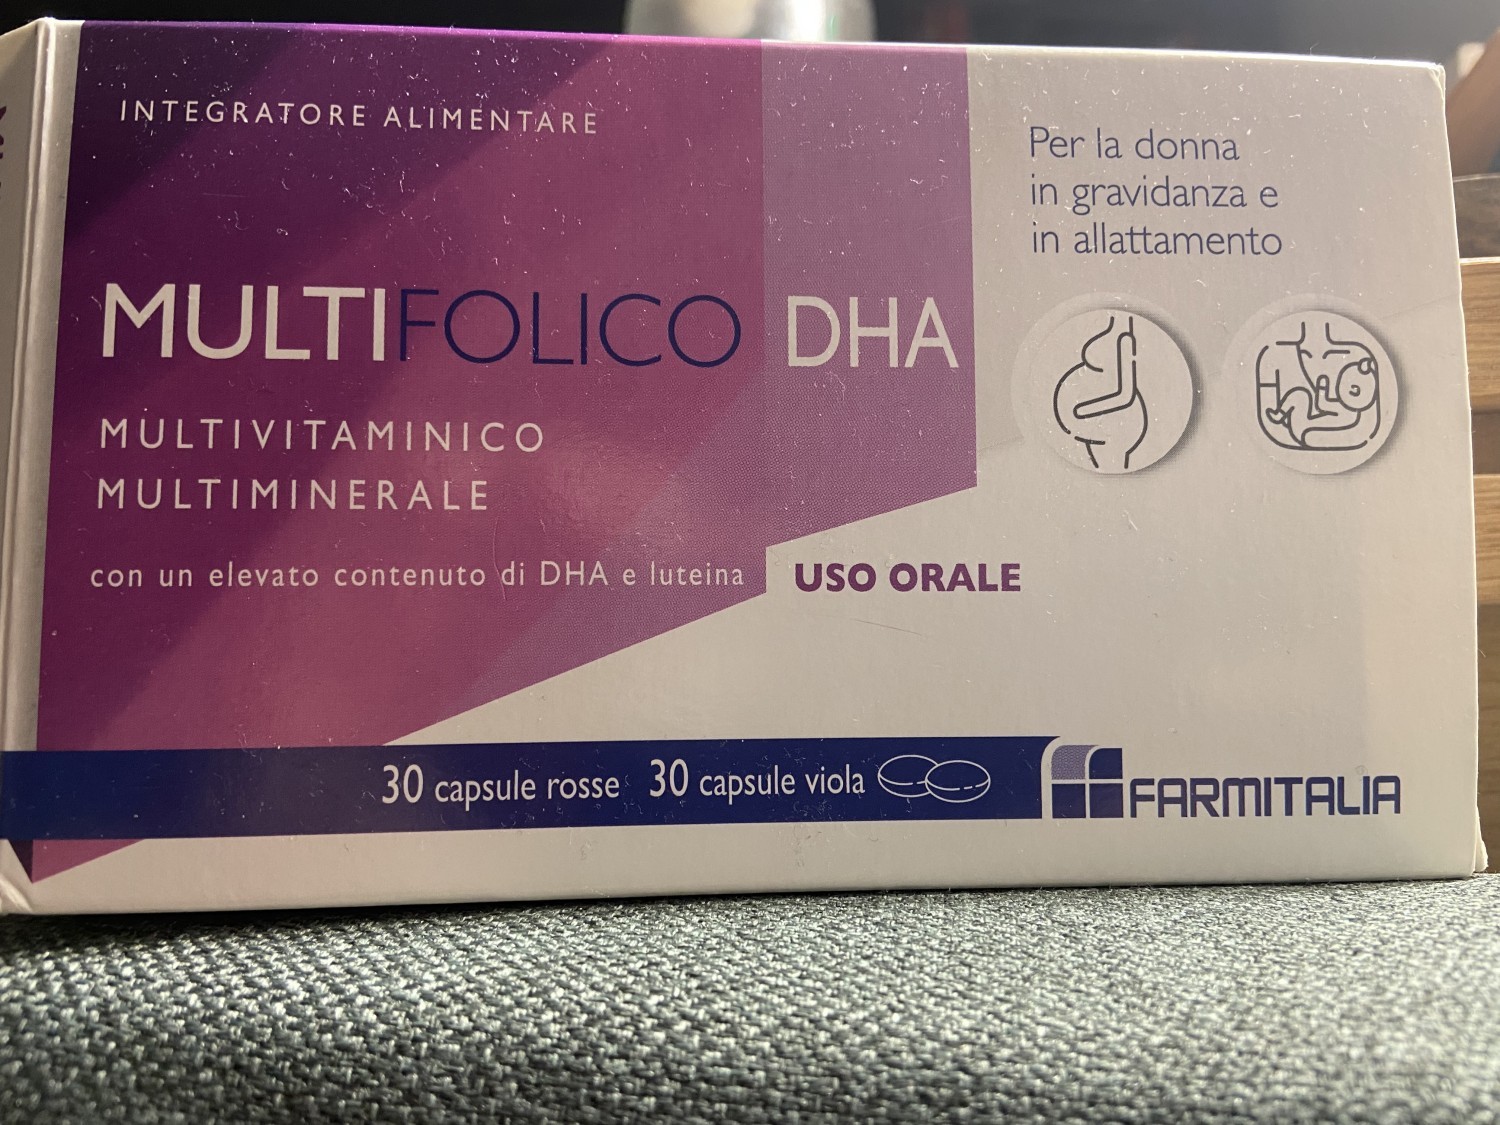 INTEGRATORE ALIMENTARE
Per la donna
in gravidanza e
in allattamento
MULTIFOLICO DHA
MULTIVITAMINICO
MULTIMINERALE
con un elevato contenuto di DHA e luteina
USO ORALE
30 capsule rosse 30 capsule viola
FARMITALIA